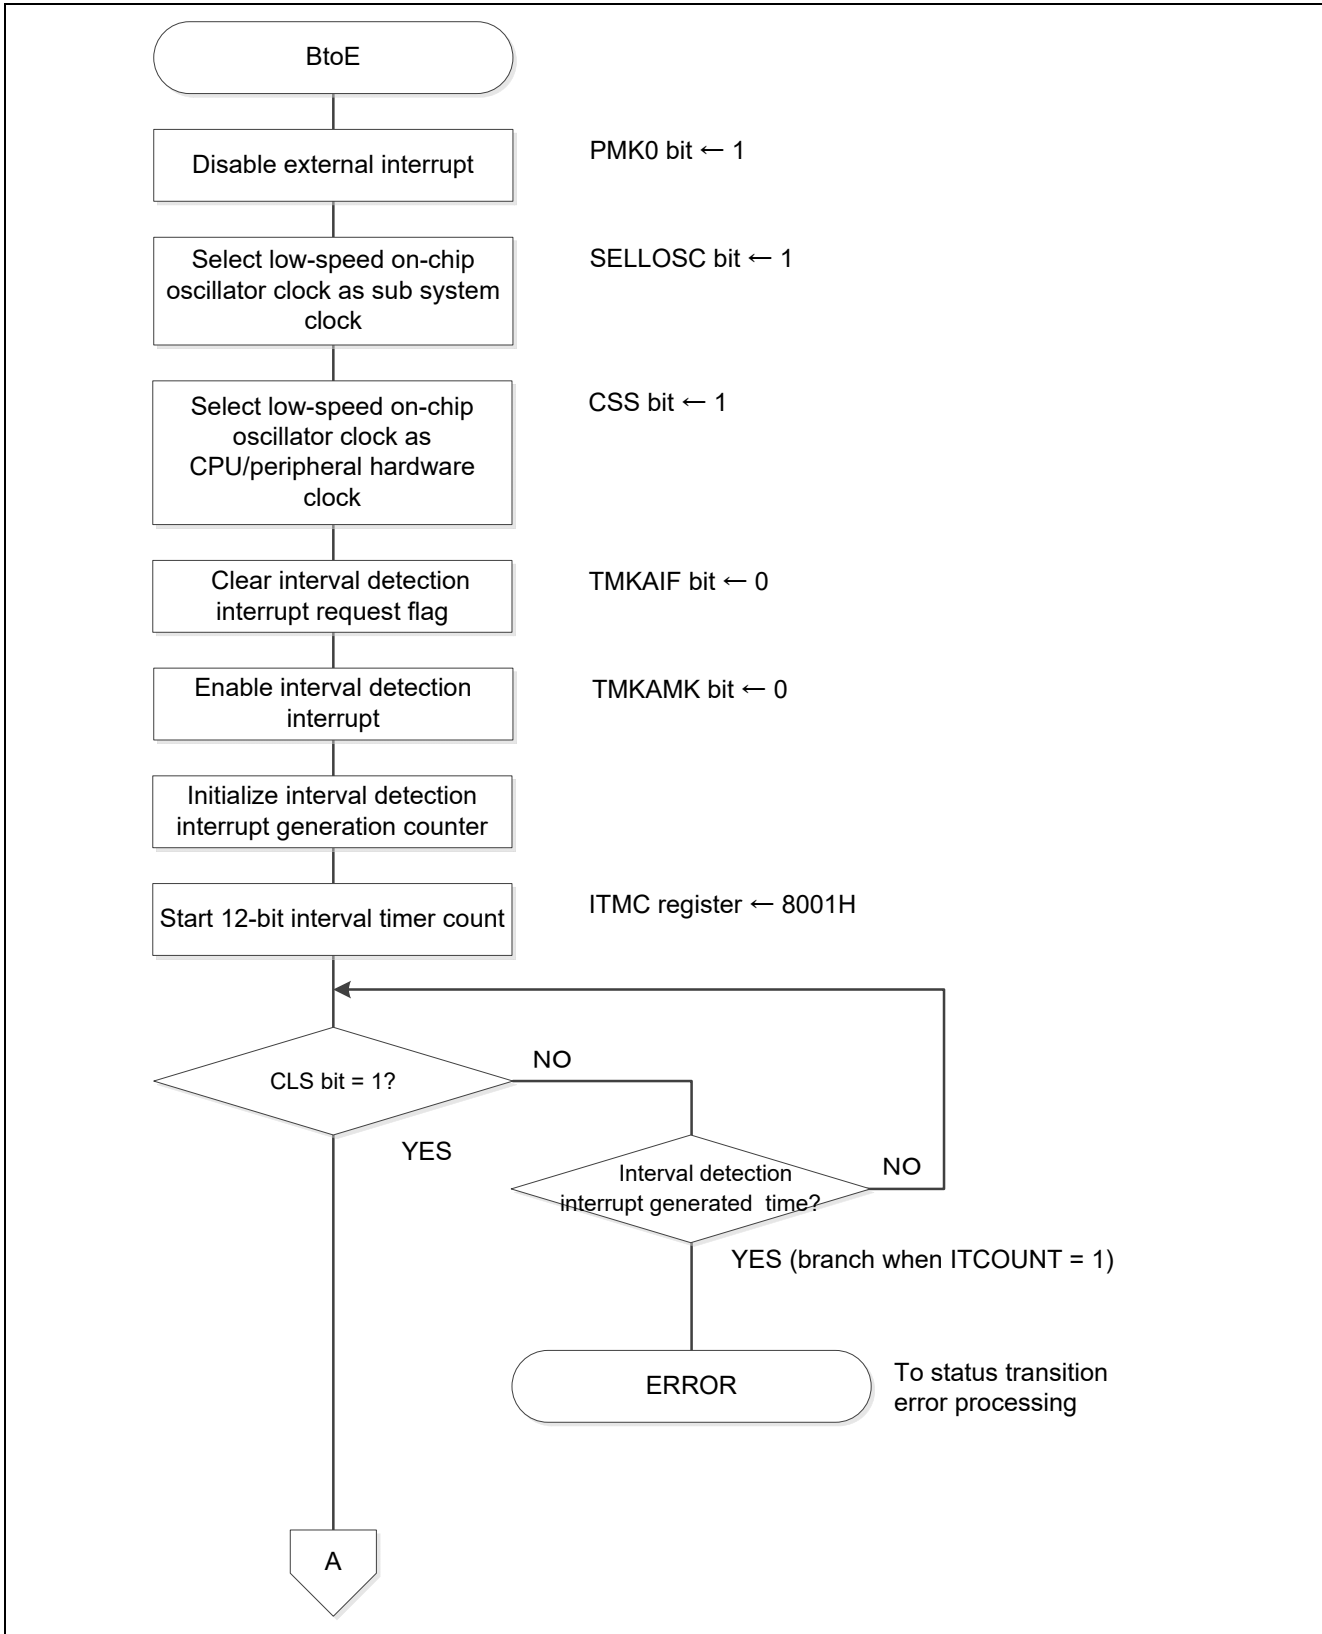 BtoE
Disable external interrupt
PMK0 bit ← 1
Select low-speed on-chip
oscillator clock as sub system
clock
SELLOSC bit ← 1
Select low-speed on-chip
oscillator clock as
CPU/peripheral hardware
clock
CSS bit ← 1
Clear interval detection
interrupt request flag
TMKAIF bit ← 0
Enable interval detection
interrupt
TMKAMK bit ← 0
Initialize interval detection
interrupt generation counter
Start 12-bit interval timer count
ITMC register ← 8001H
CLS bit = 1?
NO
YES
Interval detection
interrupt generated time?
NO
YES (branch when ITCOUNT = 1)
ERROR
To status transition
error processing
A